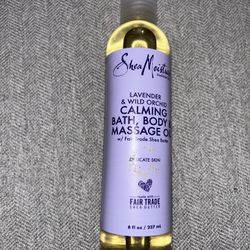 SheaMoisture
LAVENDER
& WILD ORCHID
CALMING
BATH, BODY &
MASSAGE OIL
w/ Fair Trade Shea Butter
DELICATE SKIN
FAIR TRADE
SHEA BUTTER
8 fl oz / 237 ml